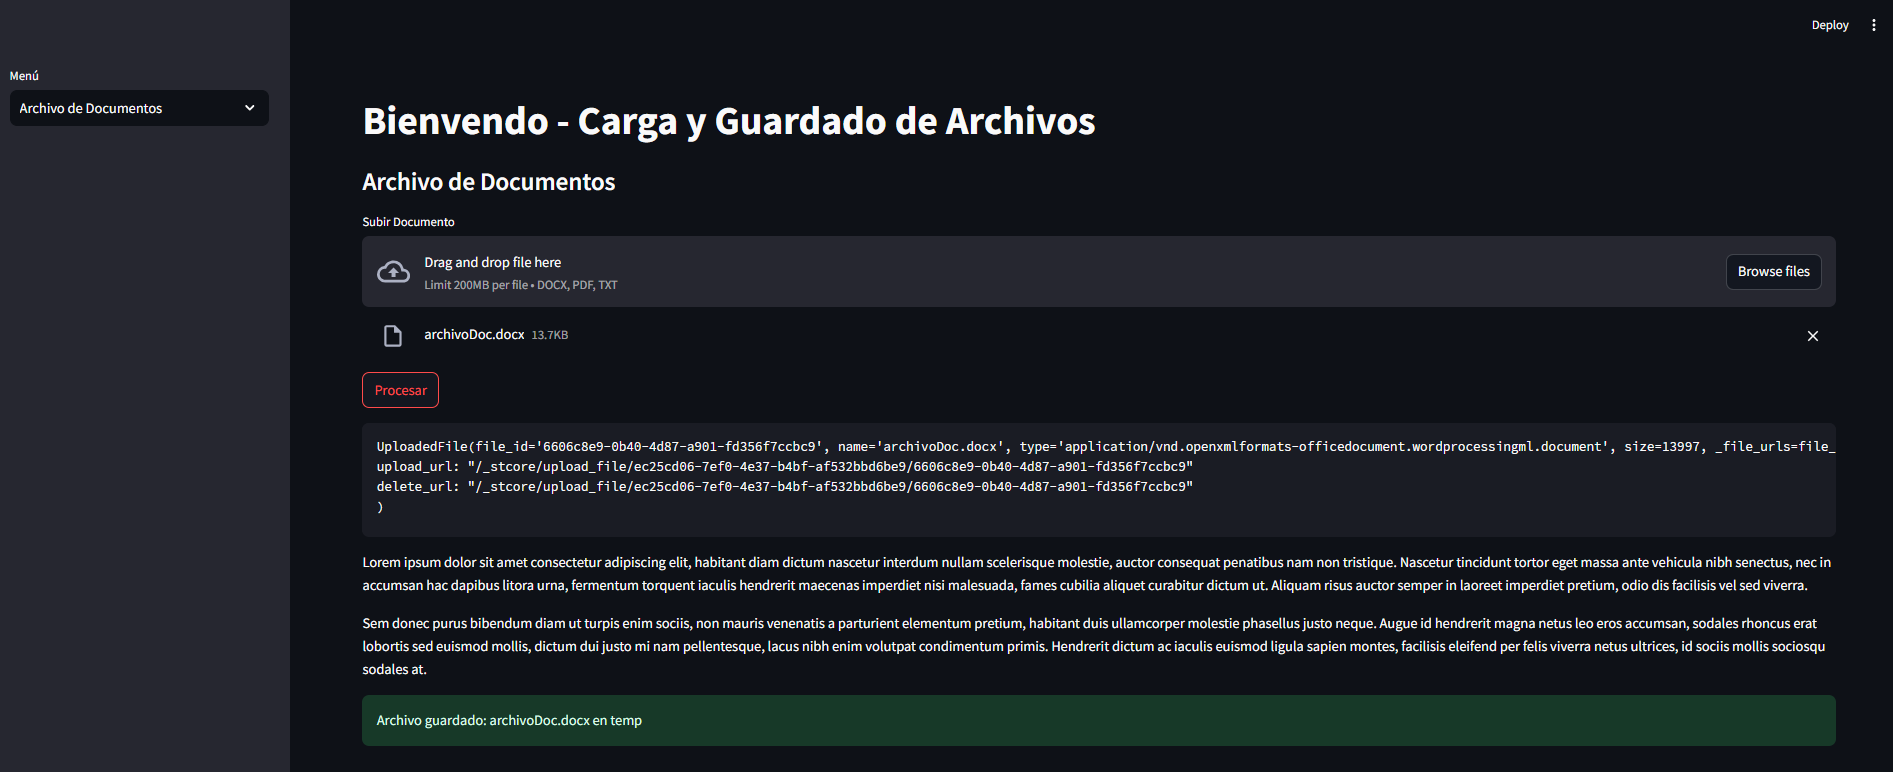 Deploy
Menú
Archivo de Documentos
Bienvendo - Carga y Guardado de Archivos
Archivo de Documentos
Subir Documento
Drag and drop file here
Limit 200MB per file • DOCX, PDF, TXT
Browse files
archivoDoc.docx 13.7KB
Procesar
UploadedFile(file_id='6606c8e9-0b40-4d87-a901-fd356f7ccbc9', name='archivoDoc.docx', type='application/vnd.openxmlformats-officedocument.wordprocessingml.document', size=13997, _file_urls=file_
upload_url: "/_stcore/upload_file/ec25cd06-7ef0-4e37-b4bf-af532bbd6be9/6606c8e9-0b40-4d87-a901-fd356f7ccbc9"
delete_url: "/_stcore/upload_file/ec25cd06-7ef0-4e37-b4bf-af532bbd6be9/6606c8e9-0b40-4d87-a901-fd356f7ccbc9"
)
Lorem ipsum dolor sit amet consectetur adipiscing elit, habitant diam dictum nascetur interdum nullam scelerisque molestie, auctor consequat penatibus nam non tristique. Nascetur tincidunt tortor eget massa ante vehicula nibh senectus, nec in
accumsan hac dapibus litora urna, fermentum torquent iaculis hendrerit maecenas imperdiet nisi malesuada, fames cubilia aliquet curabitur dictum ut. Aliquam risus auctor semper in laoreet imperdiet pretium, odio dis facilisis vel sed viverra.
Sem donec purus bibendum diam ut turpis enim sociis, non mauris venenatis a parturient elementum pretium, habitant duis ullamcorper molestie phasellus justo neque. Augue id hendrerit magna netus leo eros accumsan, sodales rhoncus erat
lobortis sed euismod mollis, dictum dui justo mi nam pellentesque, lacus nibh enim volutpat condimentum primis. Hendrerit dictum ac iaculis euismod ligula sapien montes, facilisis eleifend per felis viverra netus ultrices, id sociis mollis sociosqu
sodales at.
Archivo guardado: archivoDoc.docx en temp